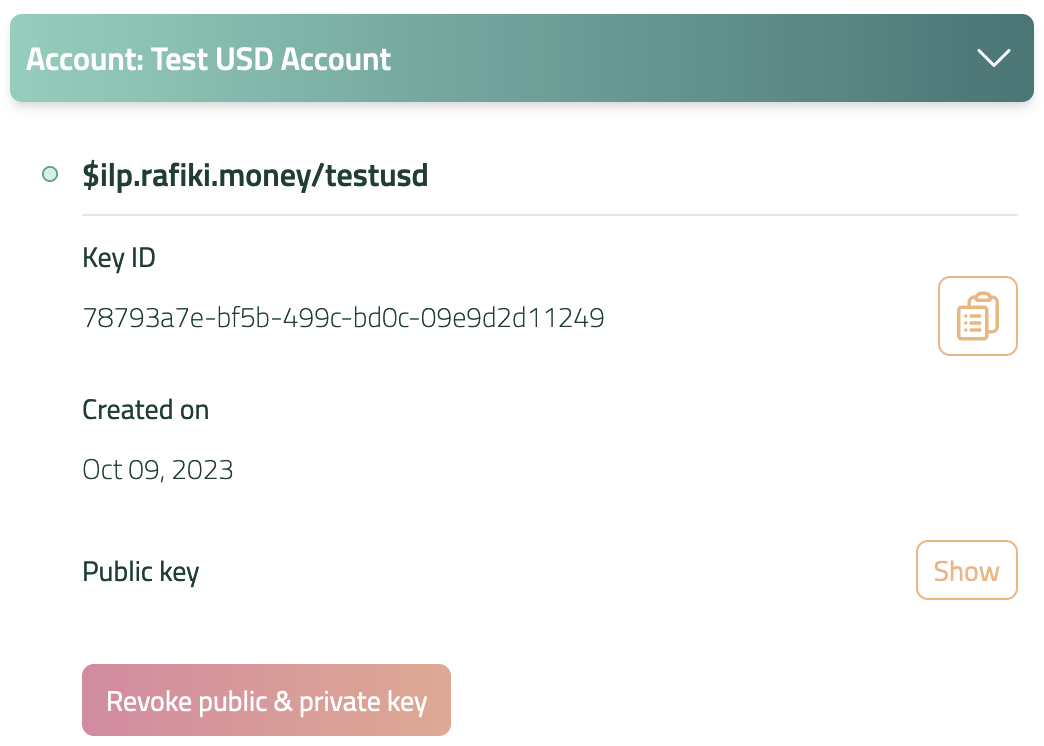 Account: Test USD Account
$ilp.rafiki.money/testusd
Key ID
78793a7e-bf5b-499c-bd0c-09e9d2d11249
Created on
Oct 09, 2023
Public key
Show
Revoke public & private key